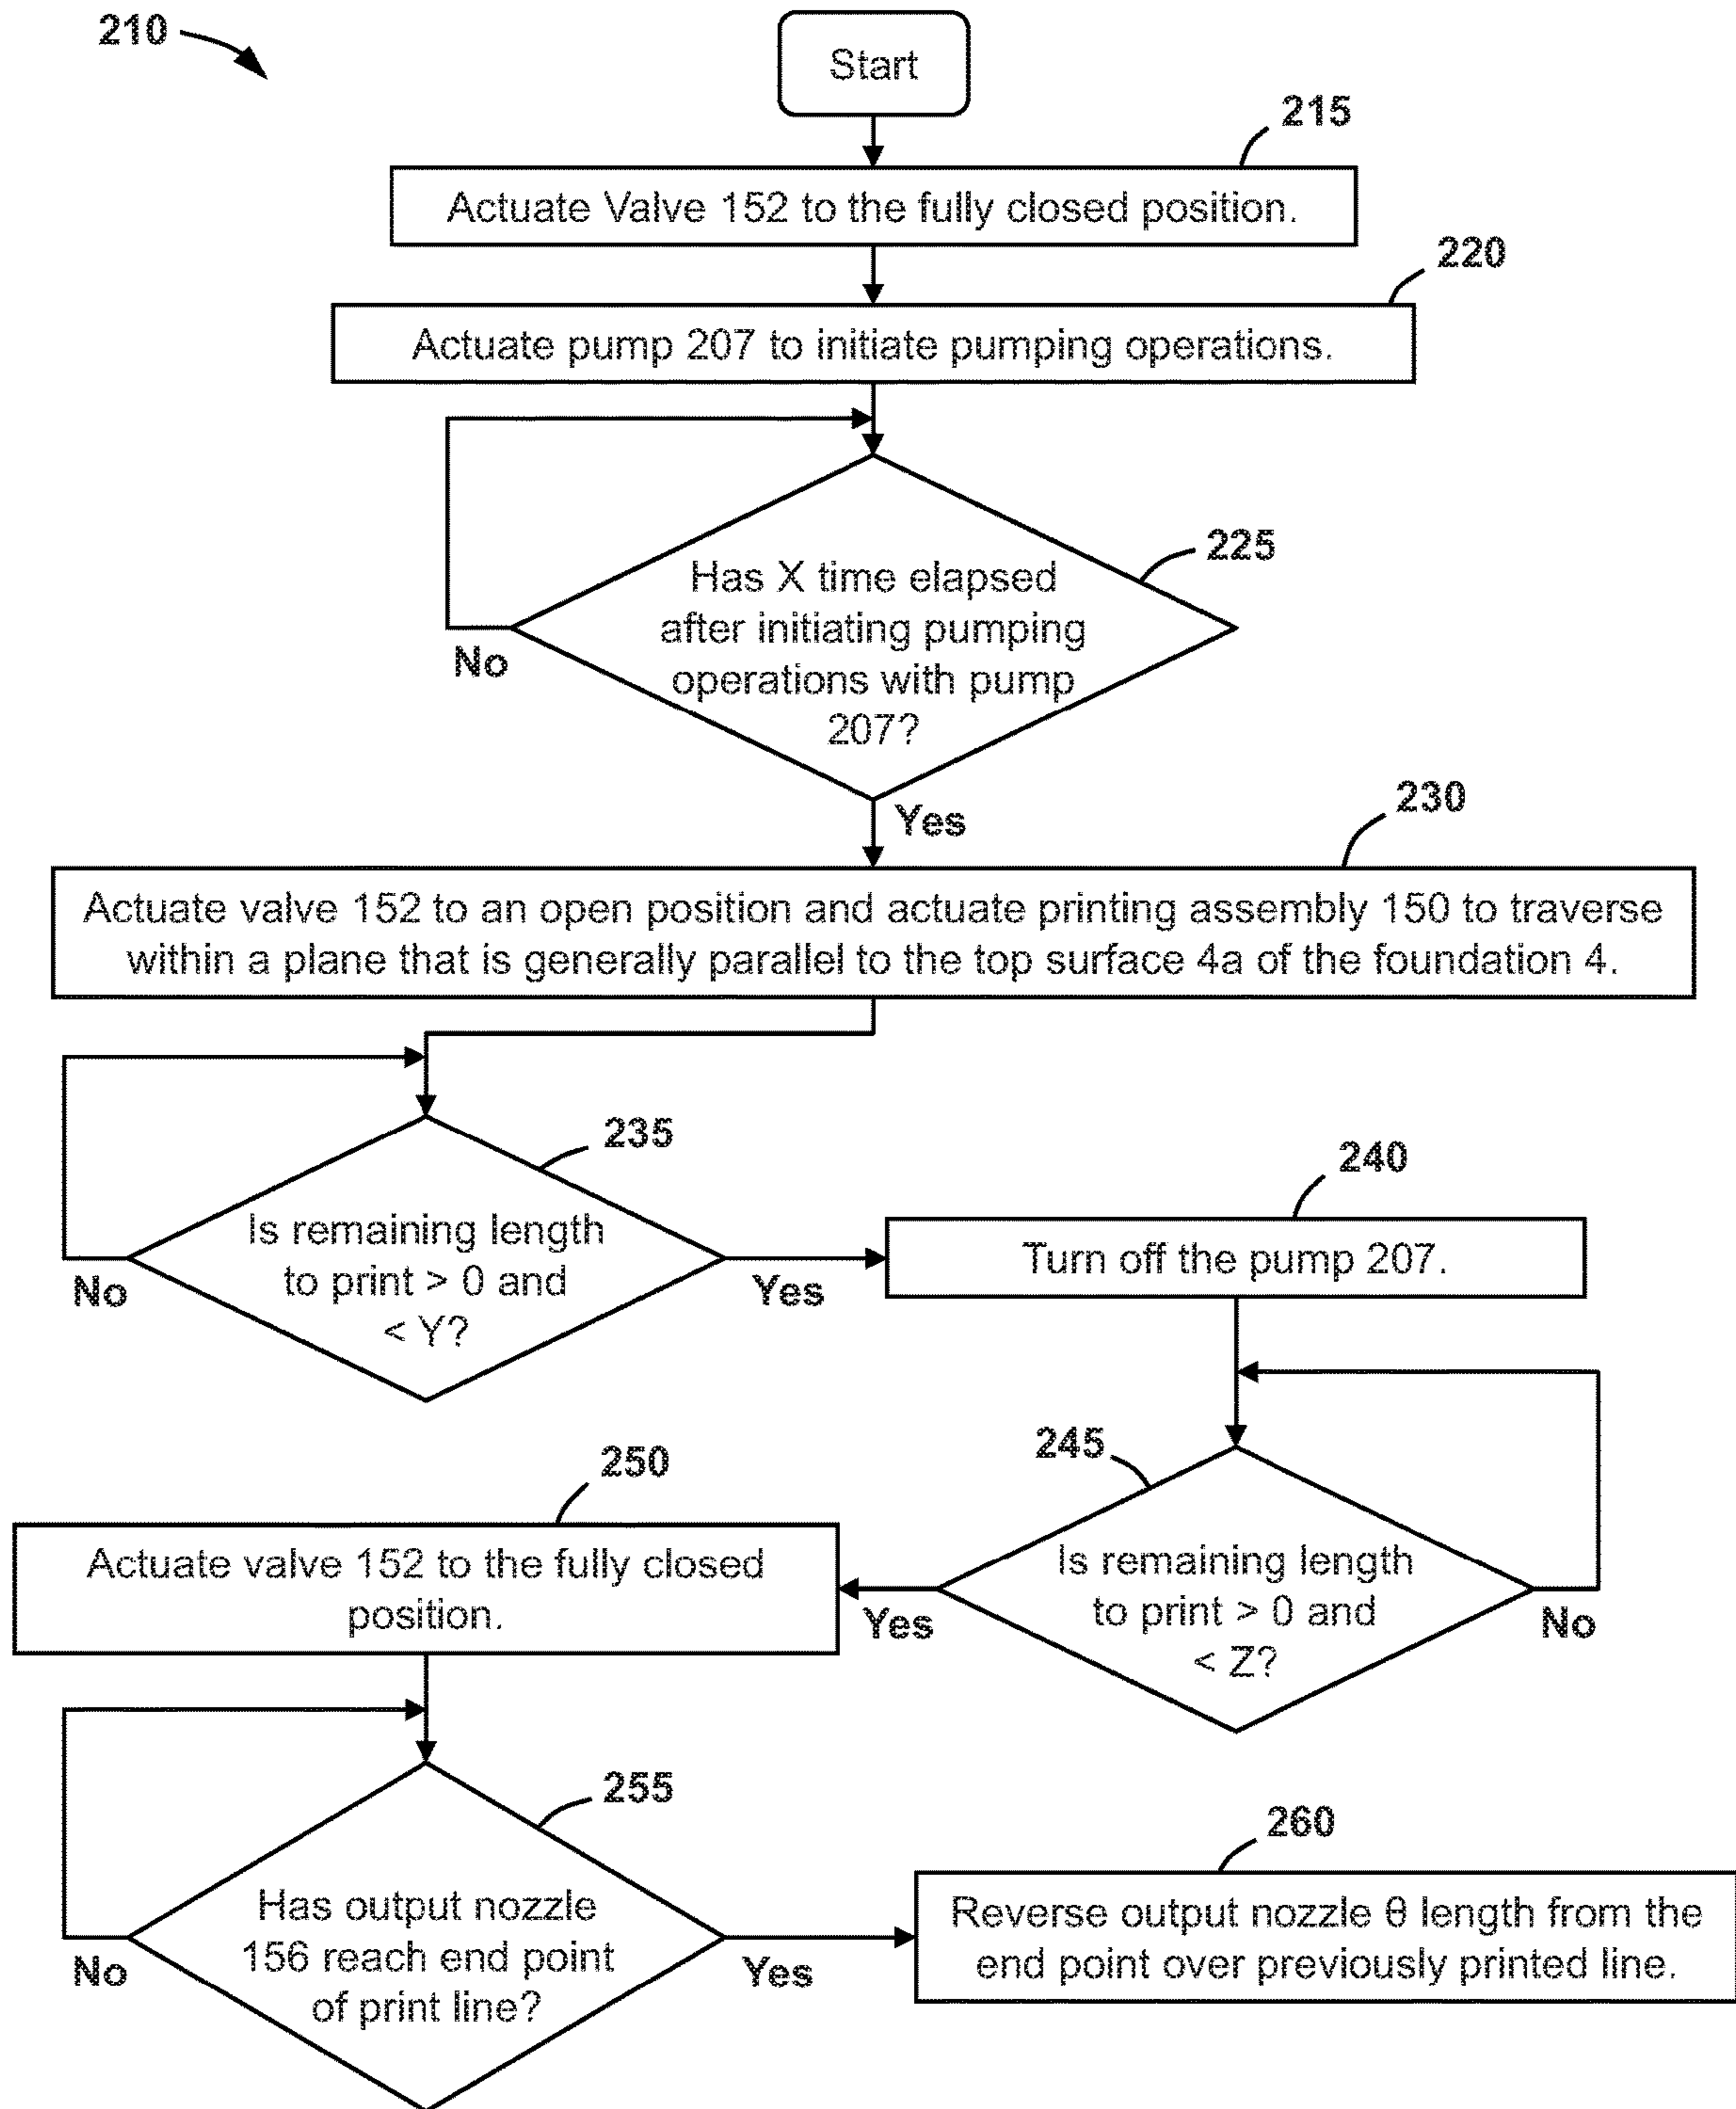 210
Start
215
Actuate Valve 152 to the fully closed position.
220
Actuate pump 207 to initiate pumping operations.
225
Has X time elapsed
after initiating pumping
operations with pump
207?
No
Yes
230
Actuate valve 152 to an open position and actuate printing assembly 150 to traverse
within a plane that is generally parallel to the top surface 4a of the foundation 4.
235
Is remaining length
to print > 0 and
< Y?
No
Yes
240
Turn off the pump 207.
245
Is remaining length
to print > 0 and
< Z?
Yes
No
250
Actuate valve 152 to the fully closed
position.
255
Has output nozzle
156 reach end point
of print line?
No
Yes
260
Reverse output nozzle θ length from the
end point over previously printed line.